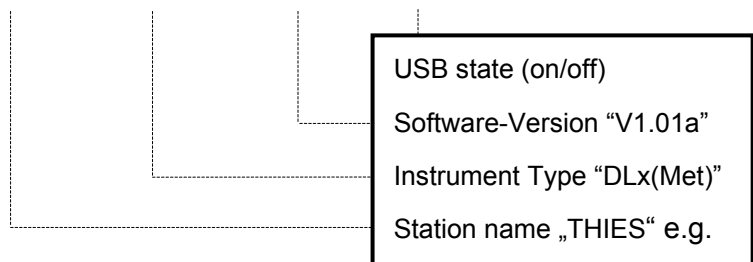 USB state (on/off)
Software-Version “V1.01a”
Instrument Type “DLx(Met)”
Station name „THIES“ e.g.